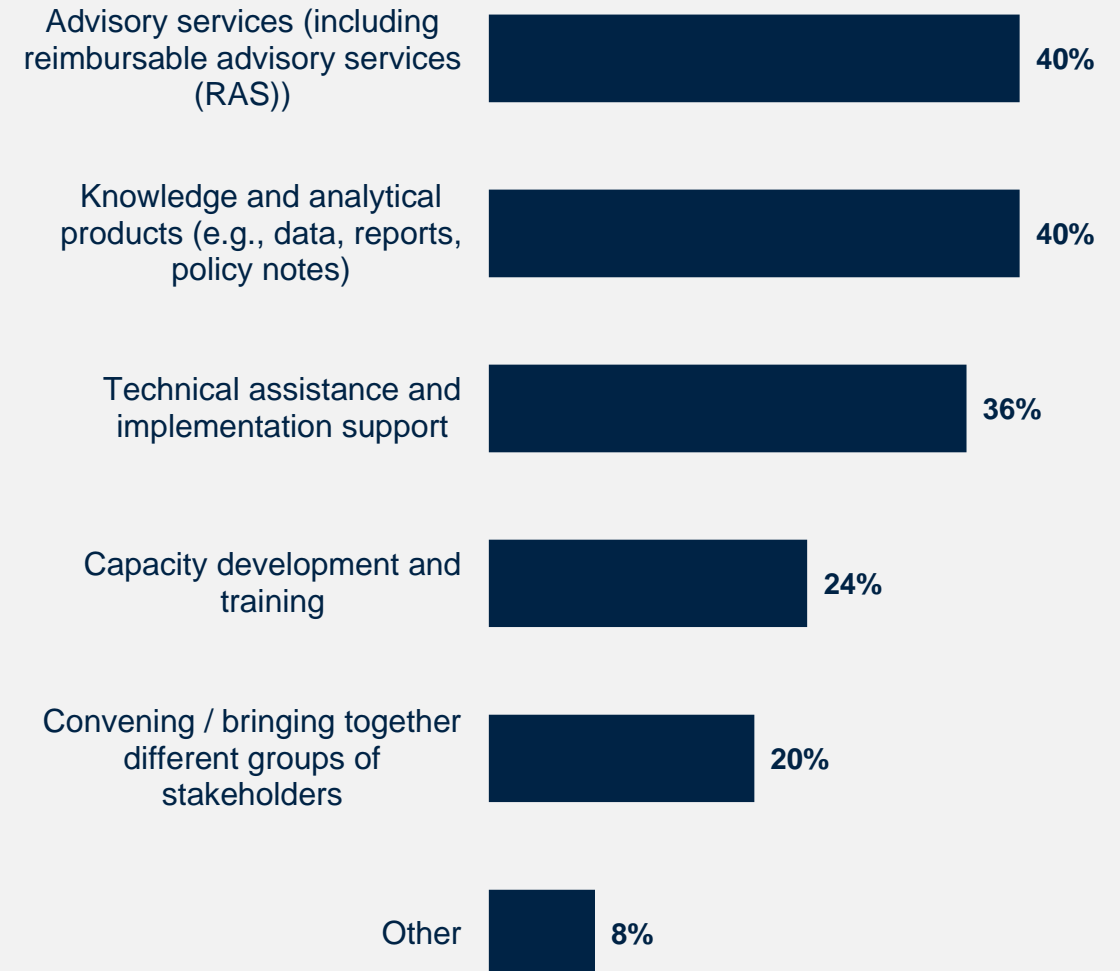 Advisory services (including
reimbursable advisory services
(RAS))
40%
Knowledge and analytical
products (e.g., data, reports,
policy notes)
40%
Technical assistance and
implementation support
36%
Capacity development and
training
24%
Convening / bringing together
different groups of
stakeholders
20%
Other
8%